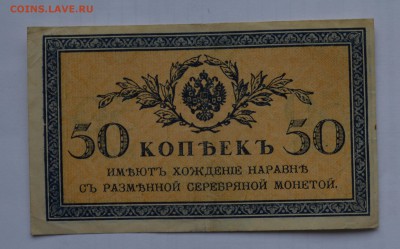 COINS.LAVE.RU
50 КОПѢЕКЪ 50
ИМѢЮТЪ ХОЖДЕНІЕ НАРАВНѢ
СЪ РАЗМѢННОЙ СЕРЕБРЯНОЙ МОНЕТОЙ.